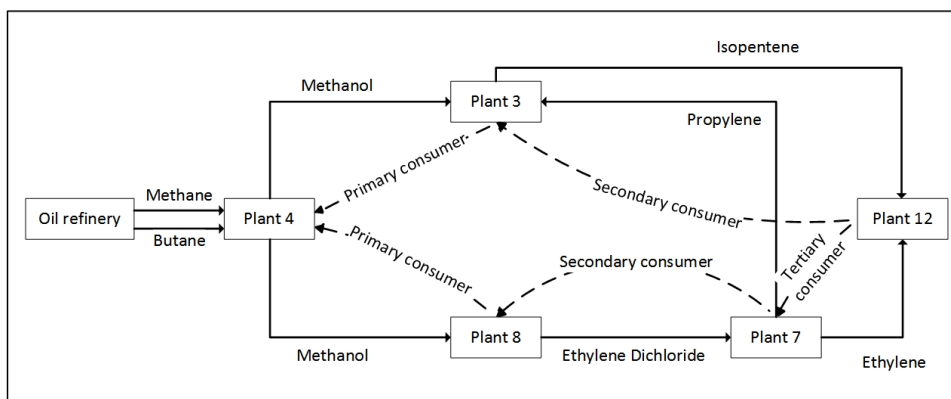 Isopentene
Methanol
Plant 3
Propylene
Primary consumer
Secondary consumer
Methane
Oil refinery
Plant 4
Plant 12
Butane
Primary consumer
Secondary consumer
Tertiary
consumer
Plant 8
Plant 7
Methanol
Ethylene Dichloride
Ethylene